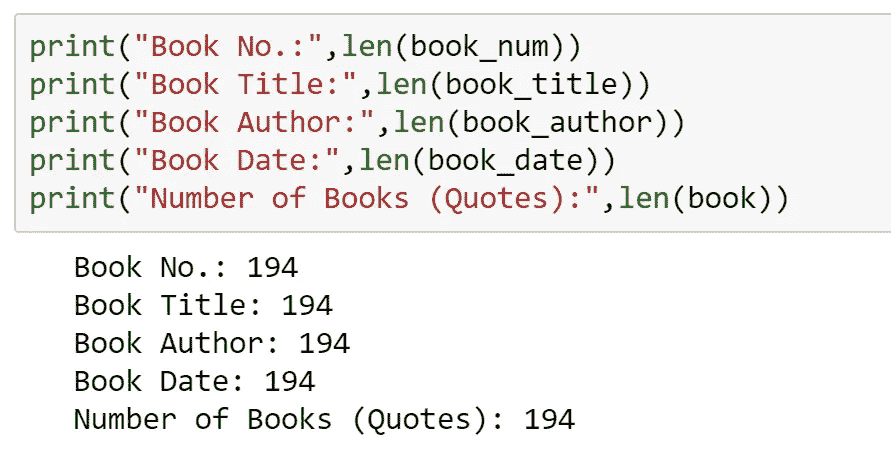 print("Book No.:",len(book_num))
print("Book Title:",len(book_title))
print("Book Author:",len(book_author))
print("Book Date:",len(book_date))
print("Number of Books (Quotes):",len(book))
Book No.: 194
Book Title: 194
Book Author: 194
Book Date: 194
Number of Books (Quotes): 194